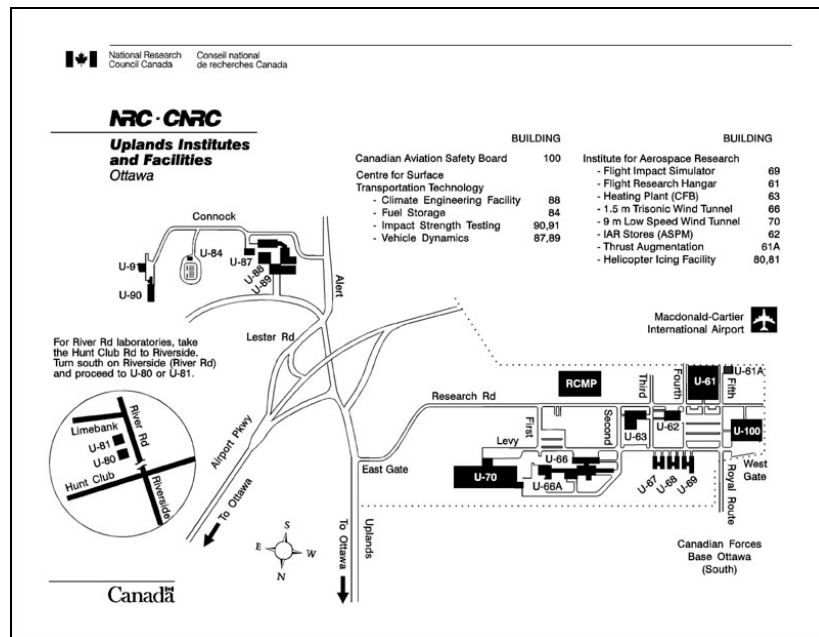 National Research Council Canada
Conseil national de recherches Canada
NRC · CNRC
Uplands Institutes
and Facilities
Ottawa
BUILDING
Canadian Aviation Safety Board 100
Centre for Surface
Transportation Technology
- Climate Engineering Facility 88
- Fuel Storage 84
- Impact Strength Testing 90,91
- Vehicle Dynamics 87,89
BUILDING
Institute for Aerospace Research
- Flight Impact Simulator 69
- Flight Research Hangar 61
- Heating Plant (CFB) 63
- 1.5 m Trisonic Wind Tunnel 66
- 9 m Low Speed Wind Tunnel 70
- IAR Stores (ASPM) 62
- Thrust Augmentation 61A
- Helicopter Icing Facility 80,81
Connock
U-91
U-90
U-84
U-87
U-88
U-89
Alert
Lester Rd
Airport Pkwy
To Ottawa
For River Rd laboratories, take
the Hunt Club Rd to Riverside.
Turn south on Riverside (River Rd)
and proceed to U-80 or U-81.
Limebank
River Rd
U-81
U-80
Hunt Club
Riverside
Macdonald-Cartier
International Airport
RCMP
Research Rd
First
Second
Third
Fourth
Fifth
U-61
U-61A
U-62
U-63
U-100
Levy
East Gate
U-70
U-66
U-66A
U-67
U-68
U-69
West
Gate
Royal Route
Canadian Forces
Base Ottawa
(South)
To Ottawa
Uplands
S
E
W
N
Canada